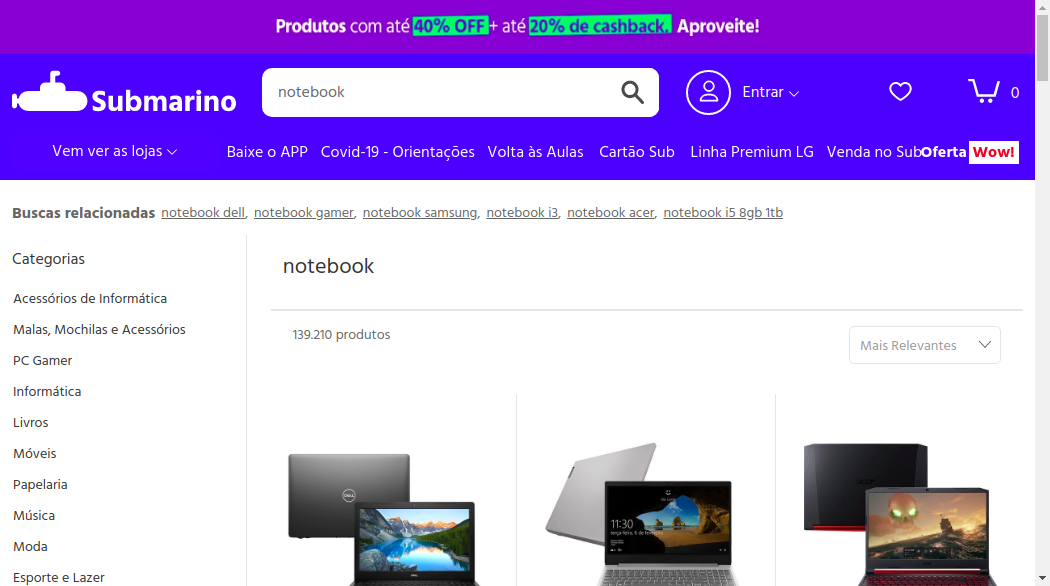 Produtos com até 40% OFF + até 20% de cashback. Aproveite!
Submarino
notebook
Entrar
0
Vem ver as lojas
Baixe o APP
Covid-19 - Orientações
Volta às Aulas
Cartão Sub
Linha Premium LG
Venda no Sub
Oferta Wow!
Buscas relacionadas notebook dell, notebook gamer, notebook samsung, notebook i3, notebook acer, notebook i5 8gb 1tb
Categorias
Acessórios de Informática
Malas, Mochilas e Acessórios
PC Gamer
Informática
Livros
Móveis
Papelaria
Música
Moda
Esporte e Lazer
notebook
139.210 produtos
Mais Relevantes
DELL
11:30